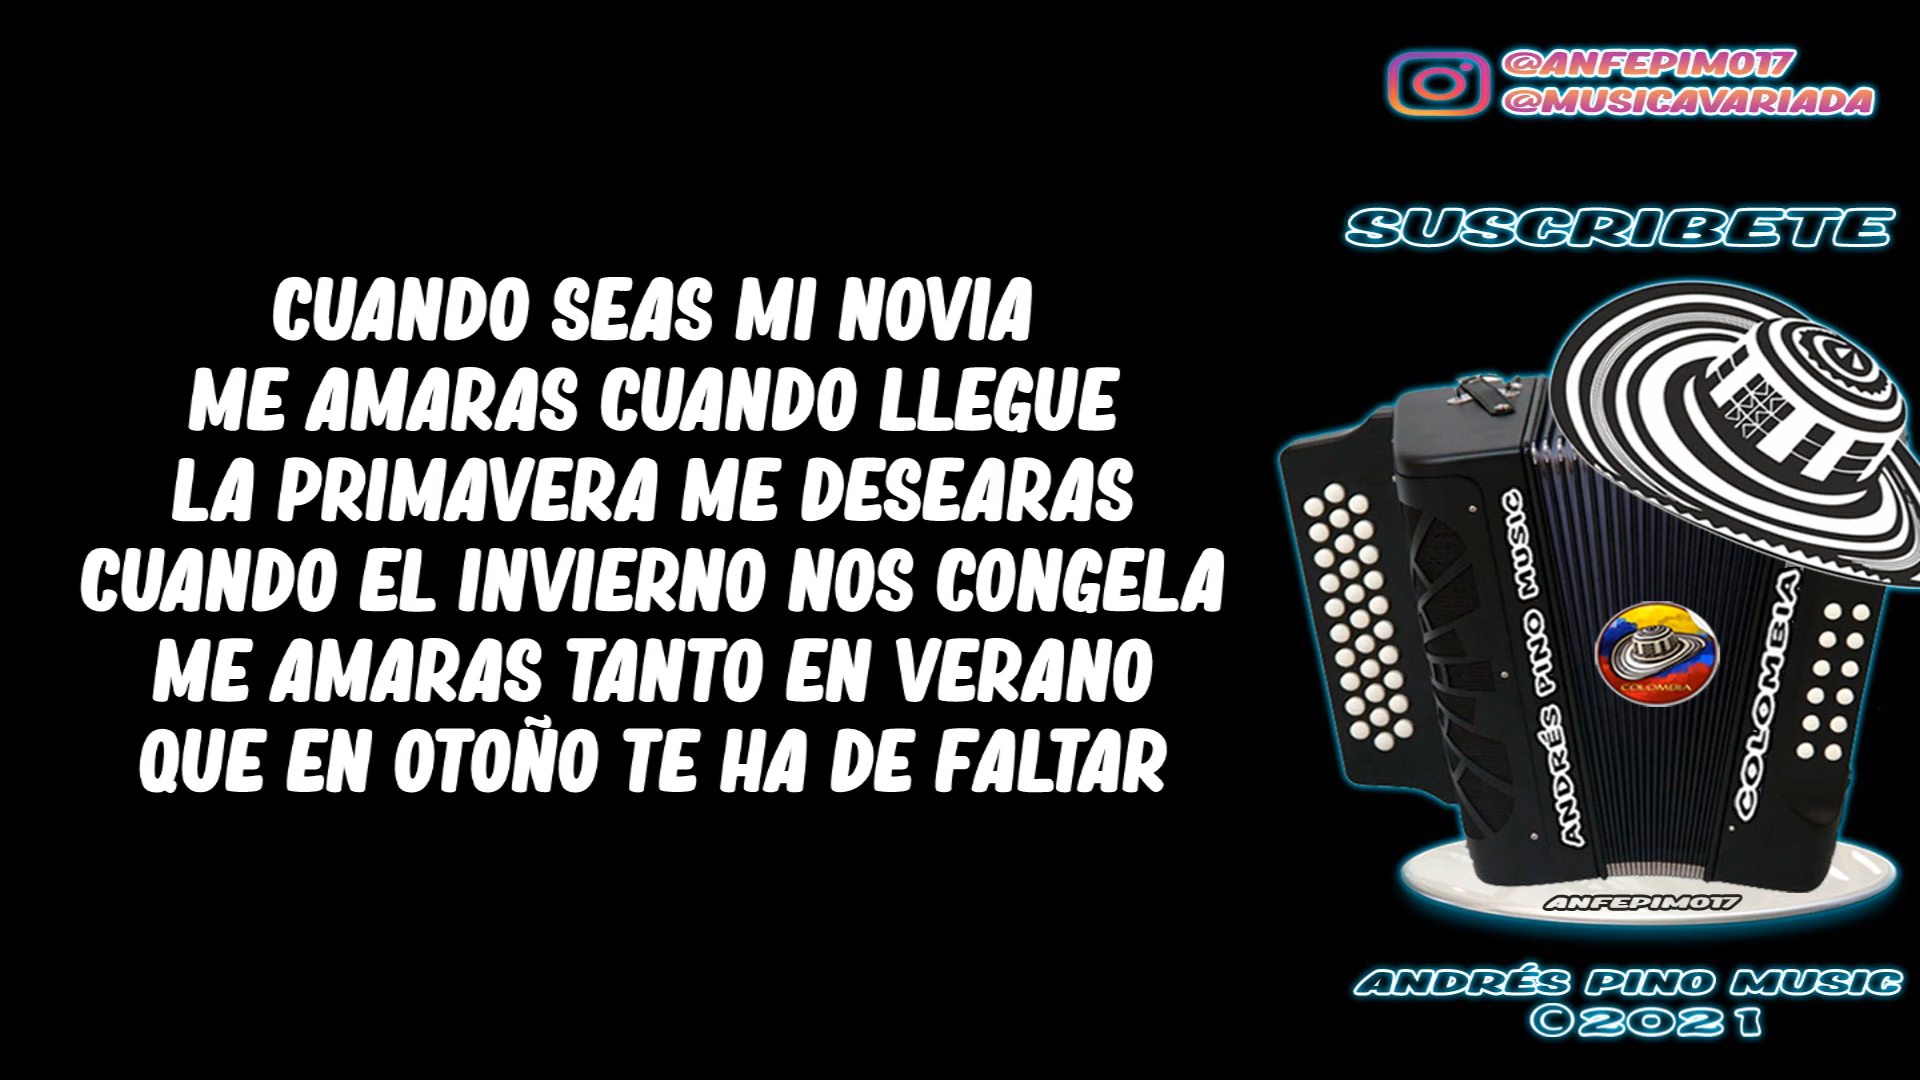 @ANFEPIMO17
@MUSICAVARIADA
SUSCRIBETE
CUANDO SEAS MI NOVIA
ME AMARAS CUANDO LLEGUE
LA PRIMAVERA ME DESEARAS
CUANDO EL INVIERNO NOS CONGELA
ME AMARAS TANTO EN VERANO
QUE EN OTOÑO TE HA DE FALTAR
ANDRÉS PINO MUSIC
COLOMBIA
COLOMBIA
ANFEPIMO17
ANDRÉS PINO MUSIC
©2021